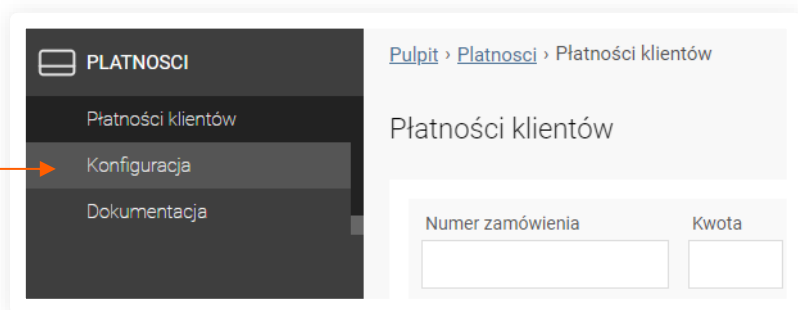 PLATNOSCI
Płatności klientów
Konfiguracja
Dokumentacja
Pulpit › Platnosci › Płatności klientów
Płatności klientów
Numer zamówienia
Kwota